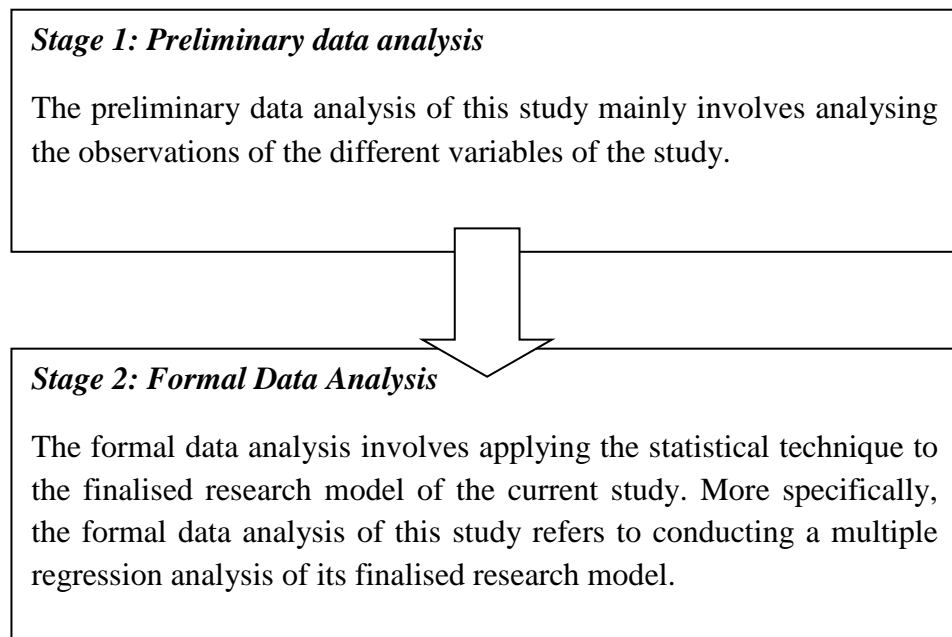 Stage 1: Preliminary data analysis
The preliminary data analysis of this study mainly involves analysing
the observations of the different variables of the study.
Stage 2: Formal Data Analysis
The formal data analysis involves applying the statistical technique to
the finalised research model of the current study. More specifically,
the formal data analysis of this study refers to conducting a multiple
regression analysis of its finalised research model.